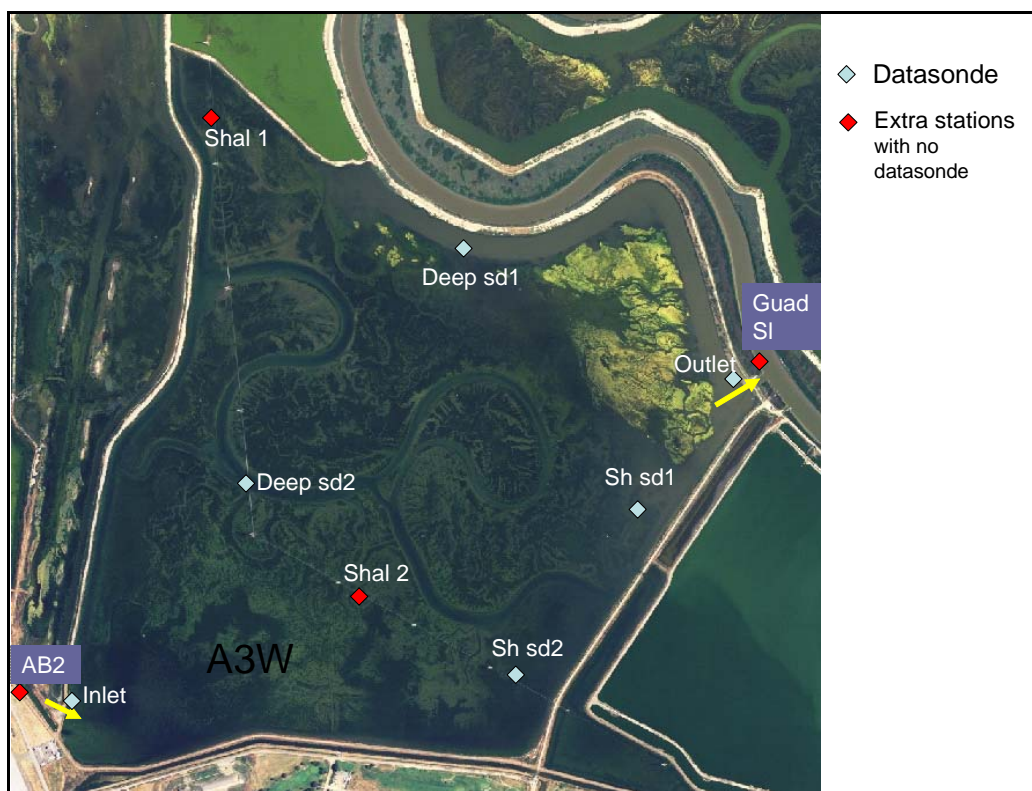 Datasonde
Extra stations
with no
datasonde
Shal 1
Deep sd1
Guad
Sl
Outlet
Deep sd2
Sh sd1
Shal 2
Sh sd2
A3W
AB2
Inlet